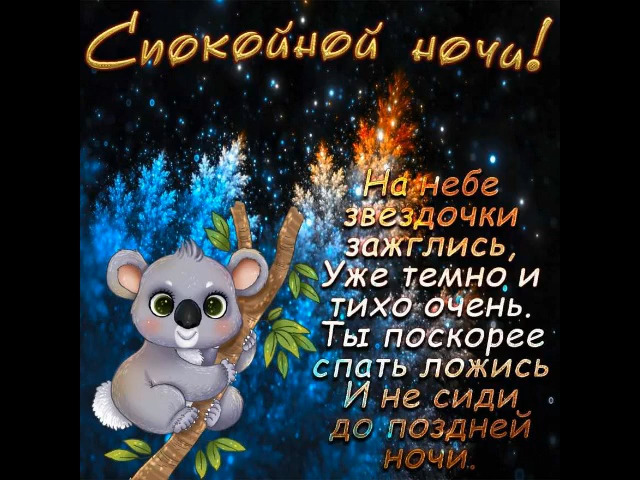 Спокойной ночи!
На небе
звездочки
зажглись,
Уже темно и
тихо очень.
Ты поскорее
спать ложись
И не сиди
до поздней
ночи.